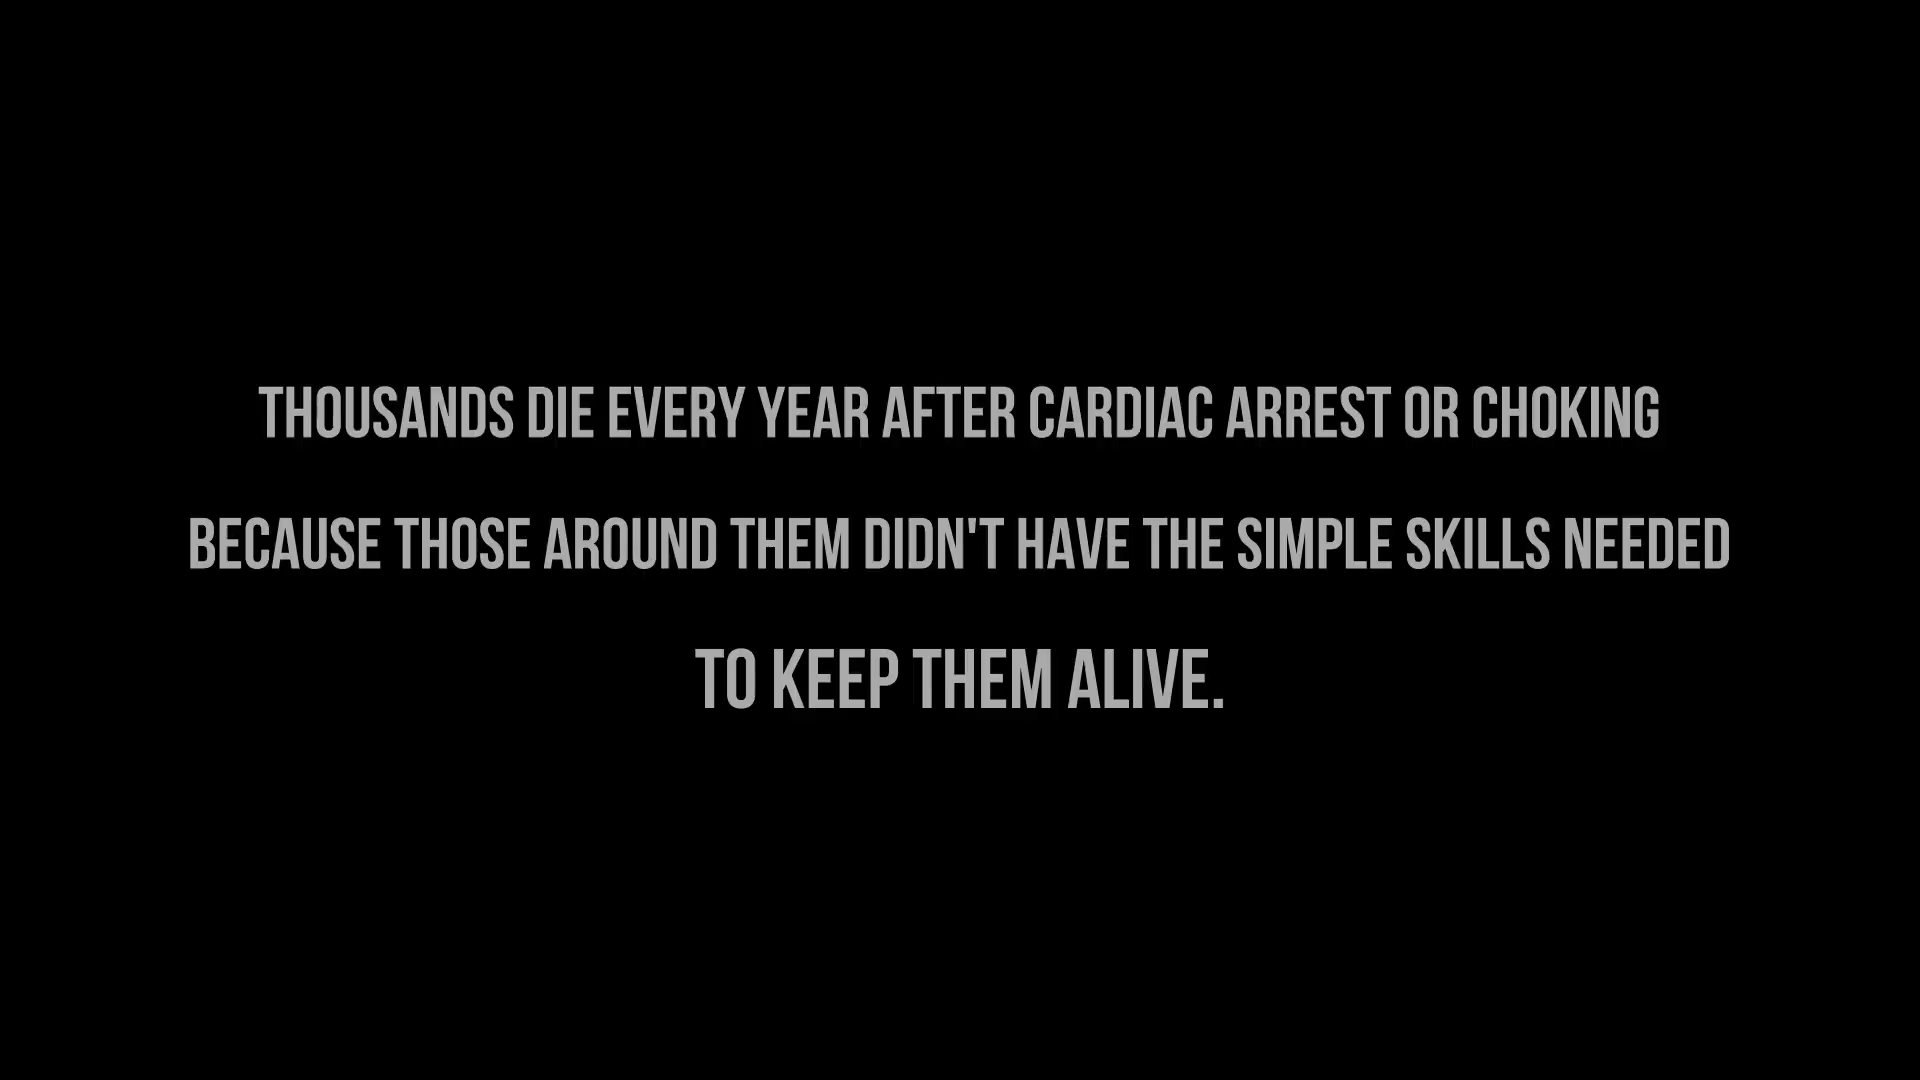 THOUSANDS DIE EVERY YEAR AFTER CARDIAC ARREST OR CHOKING
BECAUSE THOSE AROUND THEM DIDN'T HAVE THE SIMPLE SKILLS NEEDED
TO KEEP THEM ALIVE.